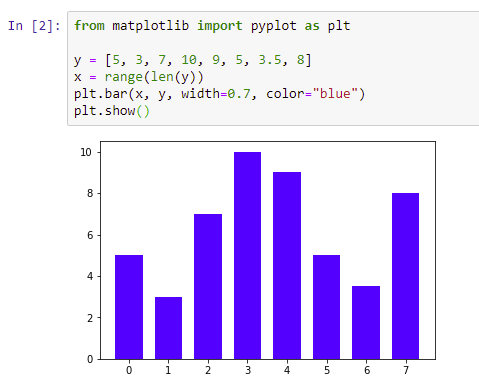 In [2]: from matplotlib import pyplot as plt
y = [5, 3, 7, 10, 9, 5, 3.5, 8]
x = range(len(y))
plt.bar(x, y, width=0.7, color="blue")
plt.show()
10
8
6
4
2
0
0 1 2 3 4 5 6 7